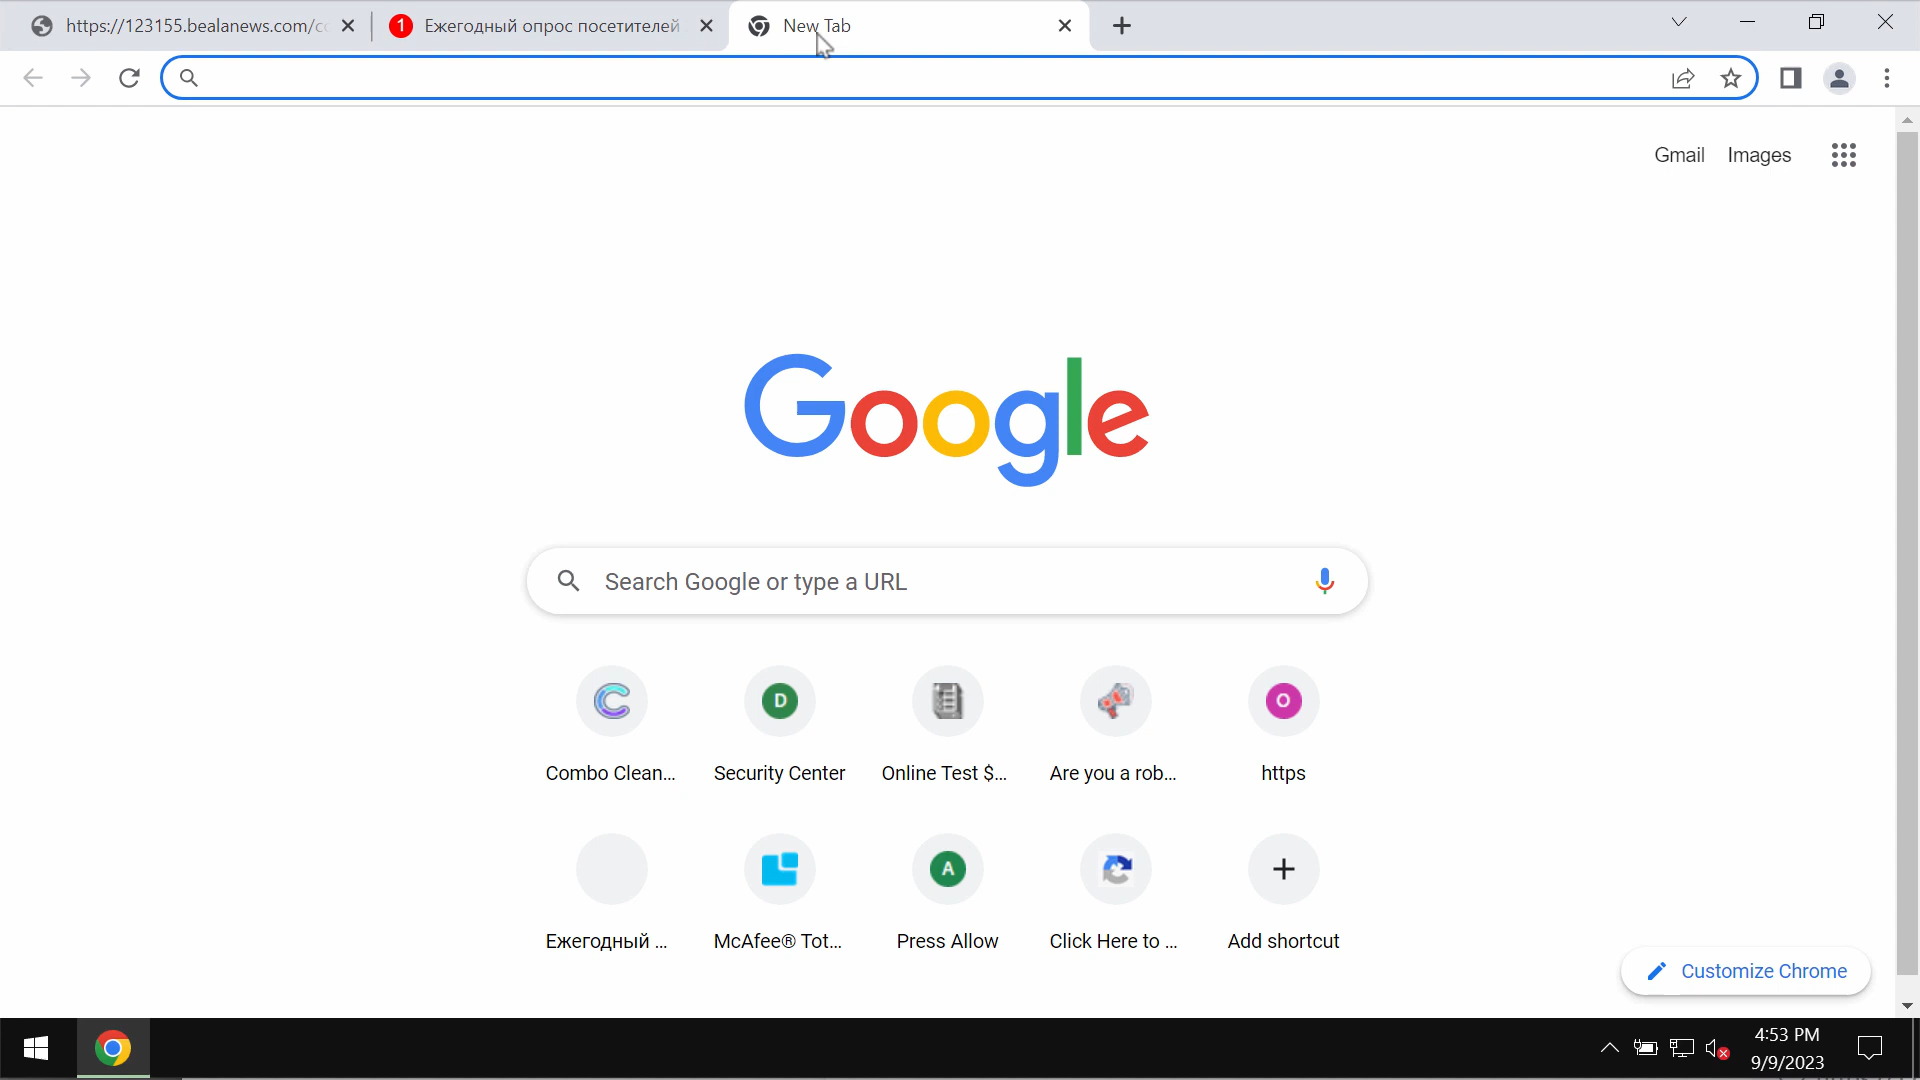 https://123155.bealanews.com/cc
1 Ежегодный опрос посетителей
New Tab
Gmail Images
Google
Search Google or type a URL
Combo Clean...
D
Security Center
Online Test $...
Are you a rob...
O
https
Ежегодный ...
McAfee® Tot...
A
Press Allow
Click Here to ...
Add shortcut
Customize Chrome
4:53 PM
9/9/2023